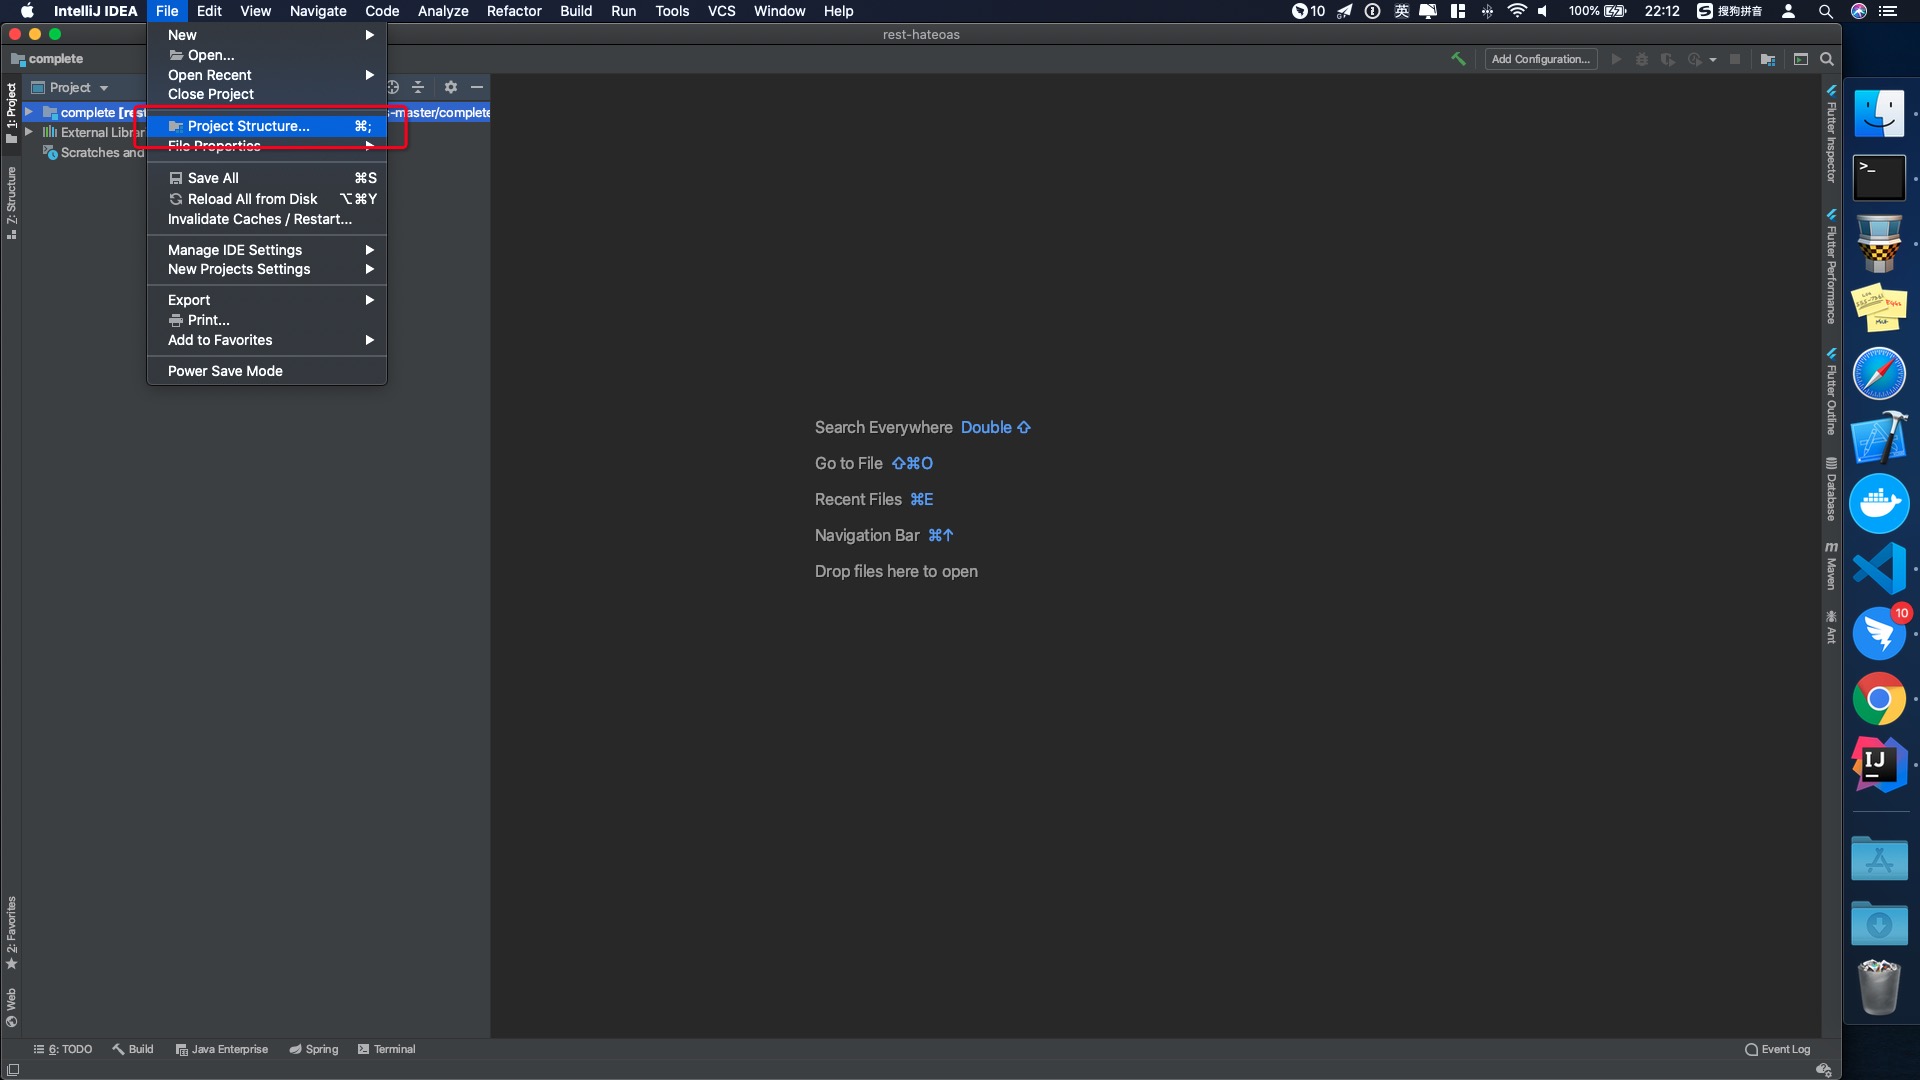 IntelliJ IDEA File Edit View Navigate Code Analyze Refactor Build Run Tools VCS Window Help 10 英 100% 22:12 搜狗拼音
rest-hateoas
complete
Add Configuration...
Project
complete [rest
-master/complete
External Librar
Scratches and
New
Open...
Open Recent
Close Project
Project Structure... ⌘;
File Properties
Save All ⌘S
Reload All from Disk ⌥⌘Y
Invalidate Caches / Restart...
Manage IDE Settings
New Projects Settings
Export
Print...
Add to Favorites
Power Save Mode
1: Project
Z: Structure
2: Favorites
Web
Search Everywhere Double ⇧
Go to File ⇧⌘O
Recent Files ⌘E
Navigation Bar ⌘↑
Drop files here to open
Flutter Inspector
Flutter Performance
Flutter Outline
Database
m Maven
Ant
>_
10
IJ
6: TODO Build Java Enterprise Spring Terminal
Event Log